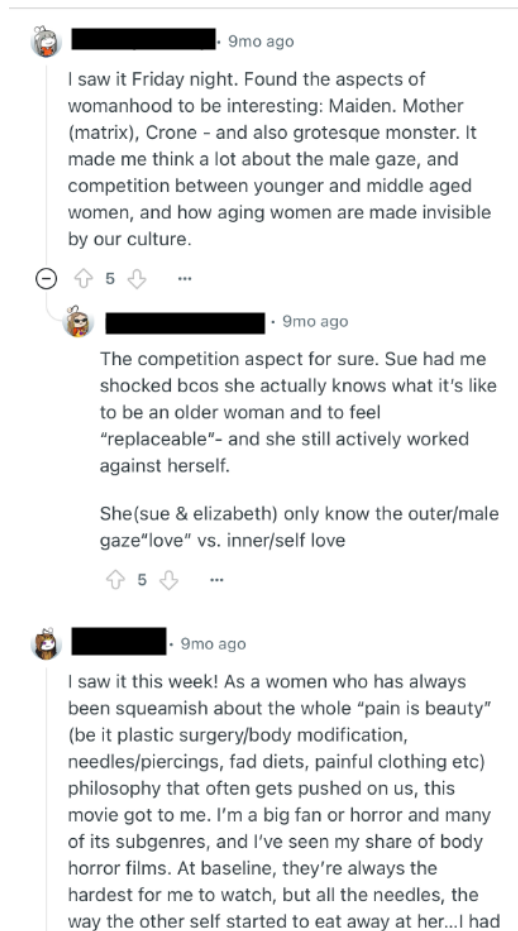 · 9mo ago
I saw it Friday night. Found the aspects of
womanhood to be interesting: Maiden. Mother
(matrix), Crone - and also grotesque monster. It
made me think a lot about the male gaze, and
competition between younger and middle aged
women, and how aging women are made invisible
by our culture.
5
· 9mo ago
The competition aspect for sure. Sue had me
shocked bcos she actually knows what it’s like
to be an older woman and to feel
“replaceable”- and she still actively worked
against herself.
She(sue & elizabeth) only know the outer/male
gaze“love” vs. inner/self love
5
· 9mo ago
I saw it this week! As a women who has always
been squeamish about the whole “pain is beauty”
(be it plastic surgery/body modification,
needles/piercings, fad diets, painful clothing etc)
philosophy that often gets pushed on us, this
movie got to me. I’m a big fan or horror and many
of its subgenres, and I’ve seen my share of body
horror films. At baseline, they’re always the
hardest for me to watch, but all the needles, the
way the other self started to eat away at her...I had